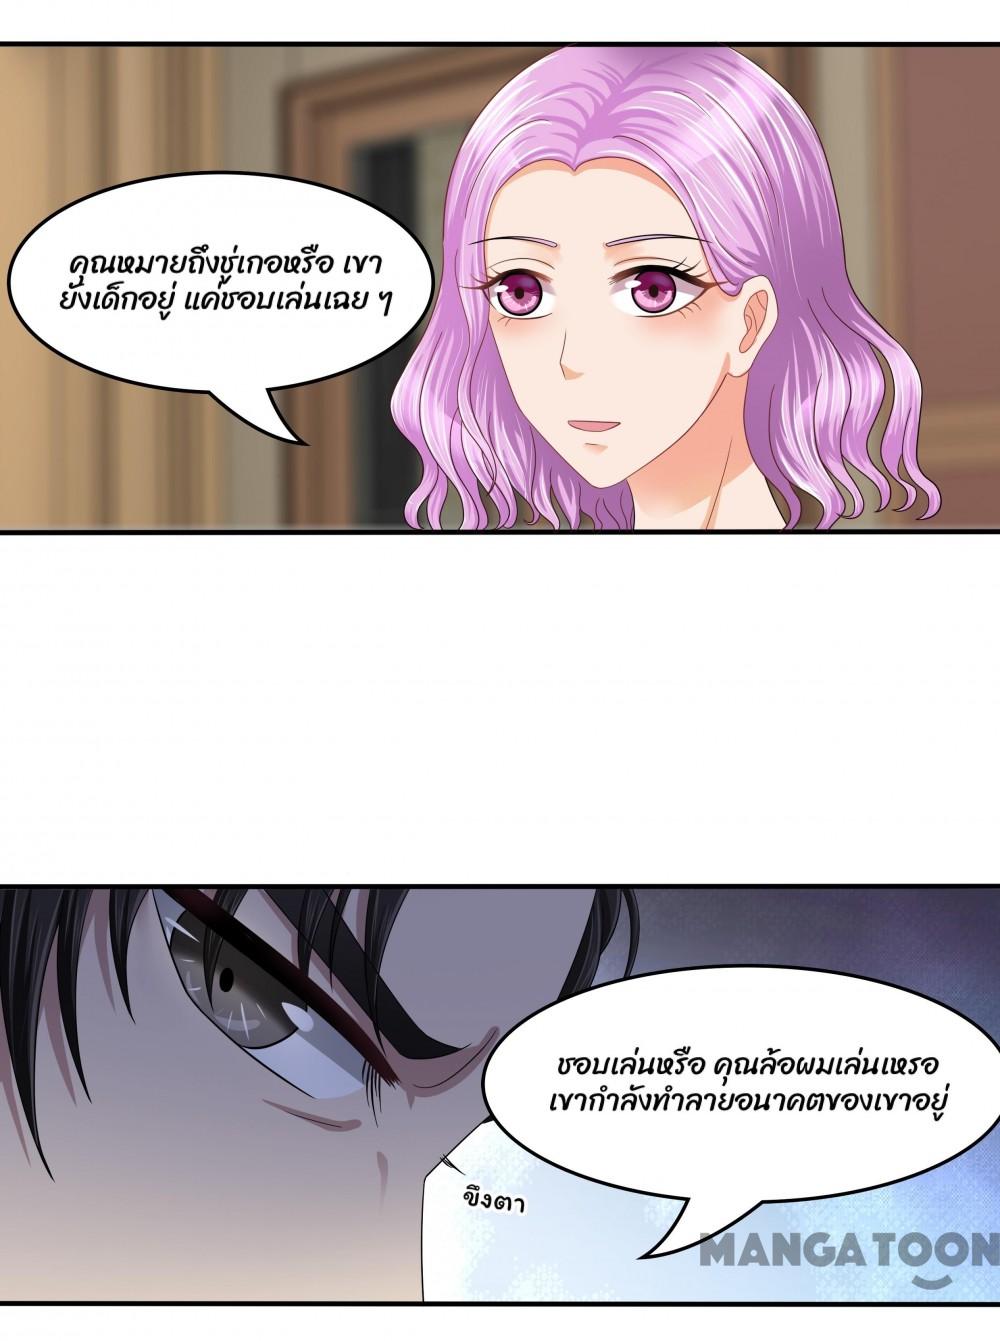 คุณหมายถึงชู่เกอหรือ เขา
ยังเด็กอยู่ แค่ชอบเล่นเฉย ๆ
ชอบเล่นหรือ คุณล้อผมเล่นเหรอ
เขากำลังทำลายอนาคตของเขาอยู่
ขึงตา
MANGATOON